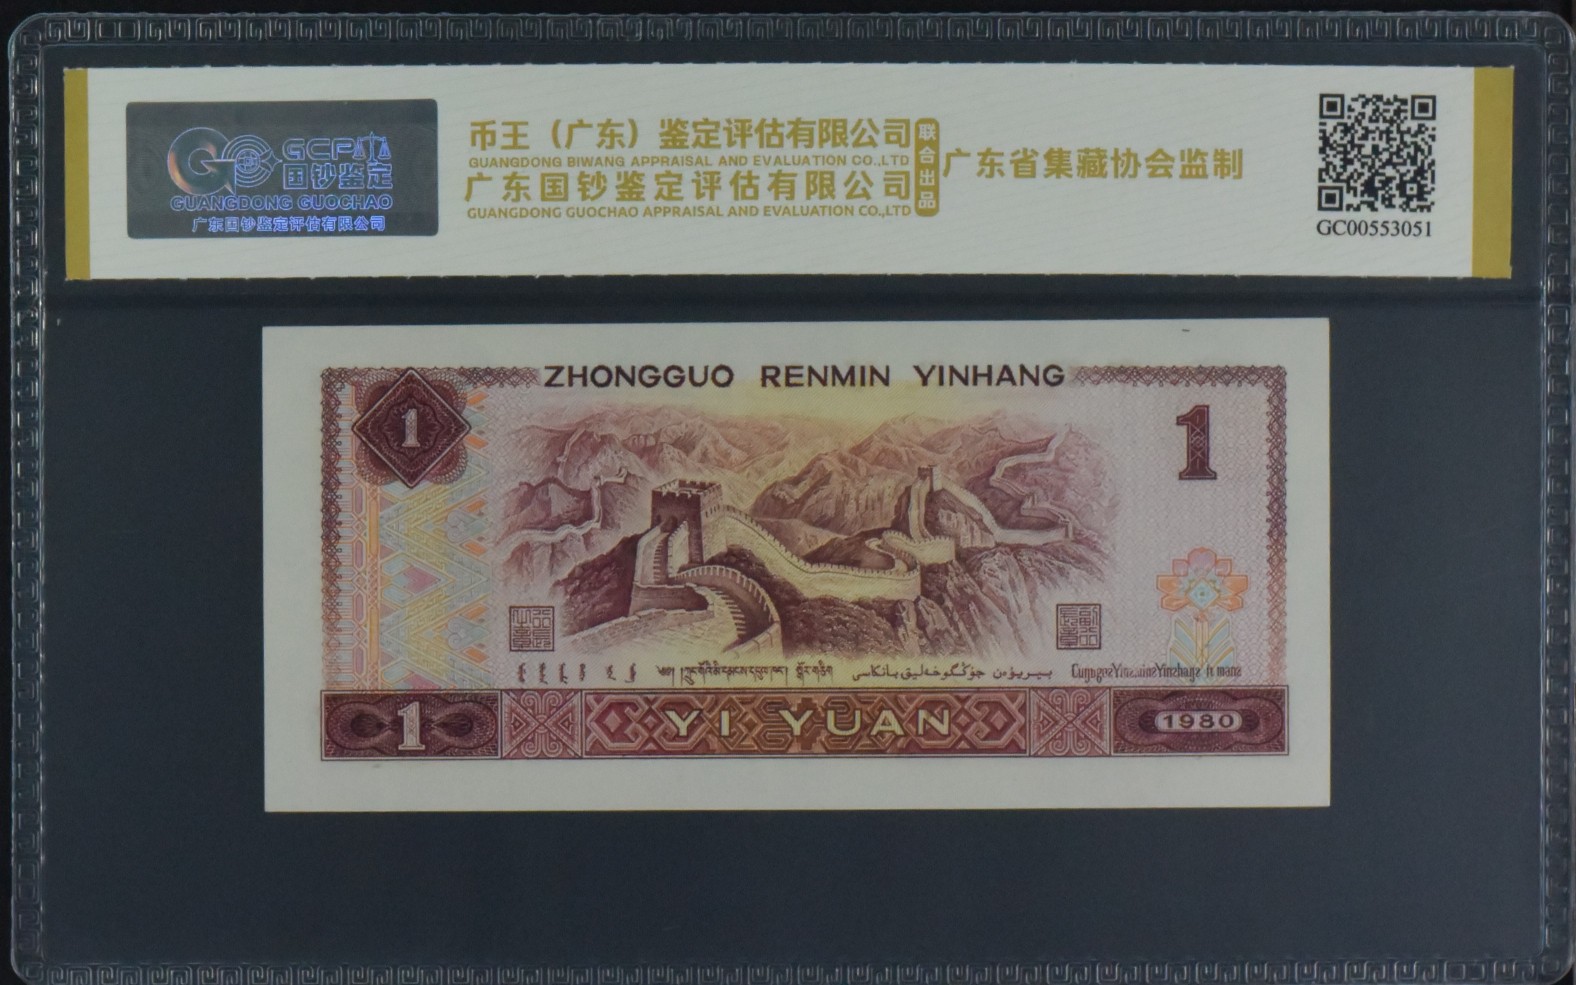 GCP
国钞鉴定
GUANGDONG GUOCHAO
广东国钞鉴定评估有限公司
币王（广东）鉴定评估有限公司
GUANGDONG BIWANG APPRAISAL AND EVALUATION CO.,LTD
广东国钞鉴定评估有限公司
GUANGDONG GUOCHAO APPRAISAL AND EVALUATION CO.,LTD
联合出品
广东省集藏协会监制
GC00553051
ZHONGGUO RENMIN YINHANG
1
1
1
YI YUAN
1980